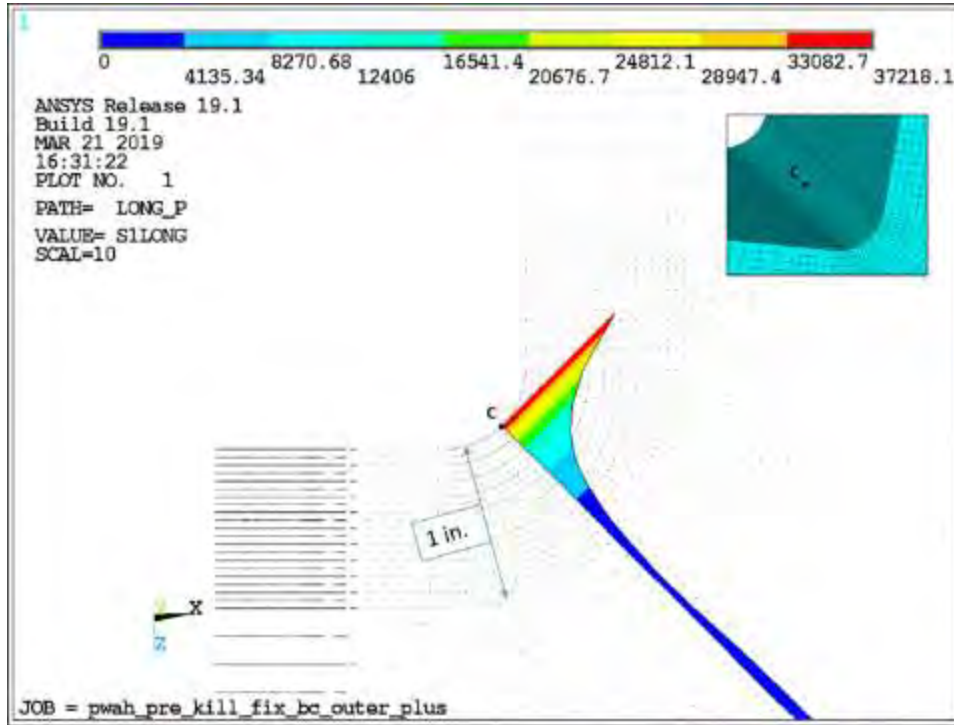 1
0 8270.68 16541.4 24812.1 33082.7
4135.34 12406 20676.7 28947.4 37218.1
ANSYS Release 19.1
Build 19.1
MAR 21 2019
16:31:22
PLOT NO. 1
PATH= LONG_P
VALUE= S1LONG
SCAL=10
C
C
1 in.
X
Z
JOB = pwah_pre_kill_fix_bc_outer_plus